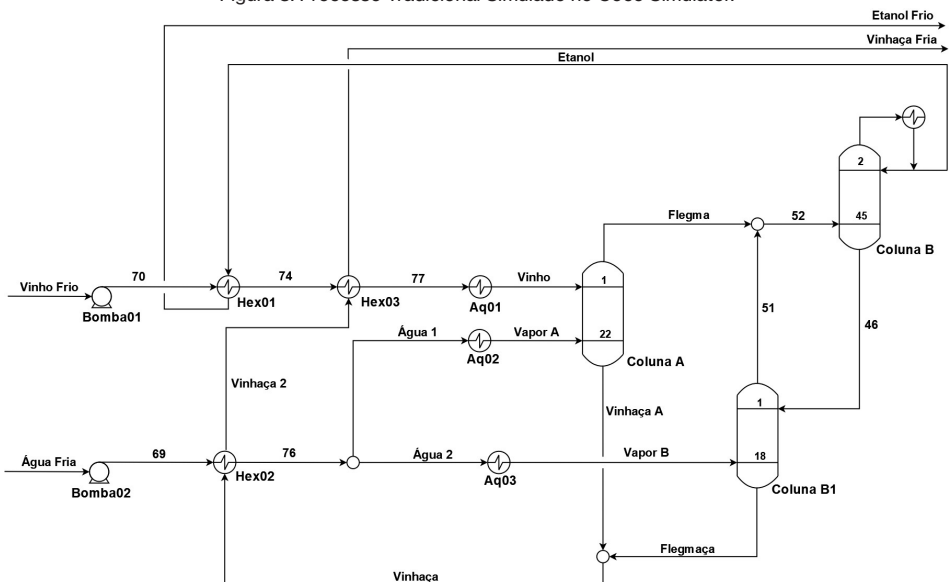 Figura 3: Processo Tradicional Simulado no Coco Simulator.
Etanol Frio
Vinhaça Fria
Etanol
2
45
Coluna B
Flegma
52
Vinho Frio
70
Bomba01
Hex01
74
Hex03
77
Aq01
Vinho
1
22
Coluna A
51
46
Água 1
Aq02
Vapor A
Vinhaça 2
Vinhaça A
Água Fria
69
Bomba02
Hex02
76
Água 2
Aq03
Vapor B
1
18
Coluna B1
Flegmaça
Vinhaça